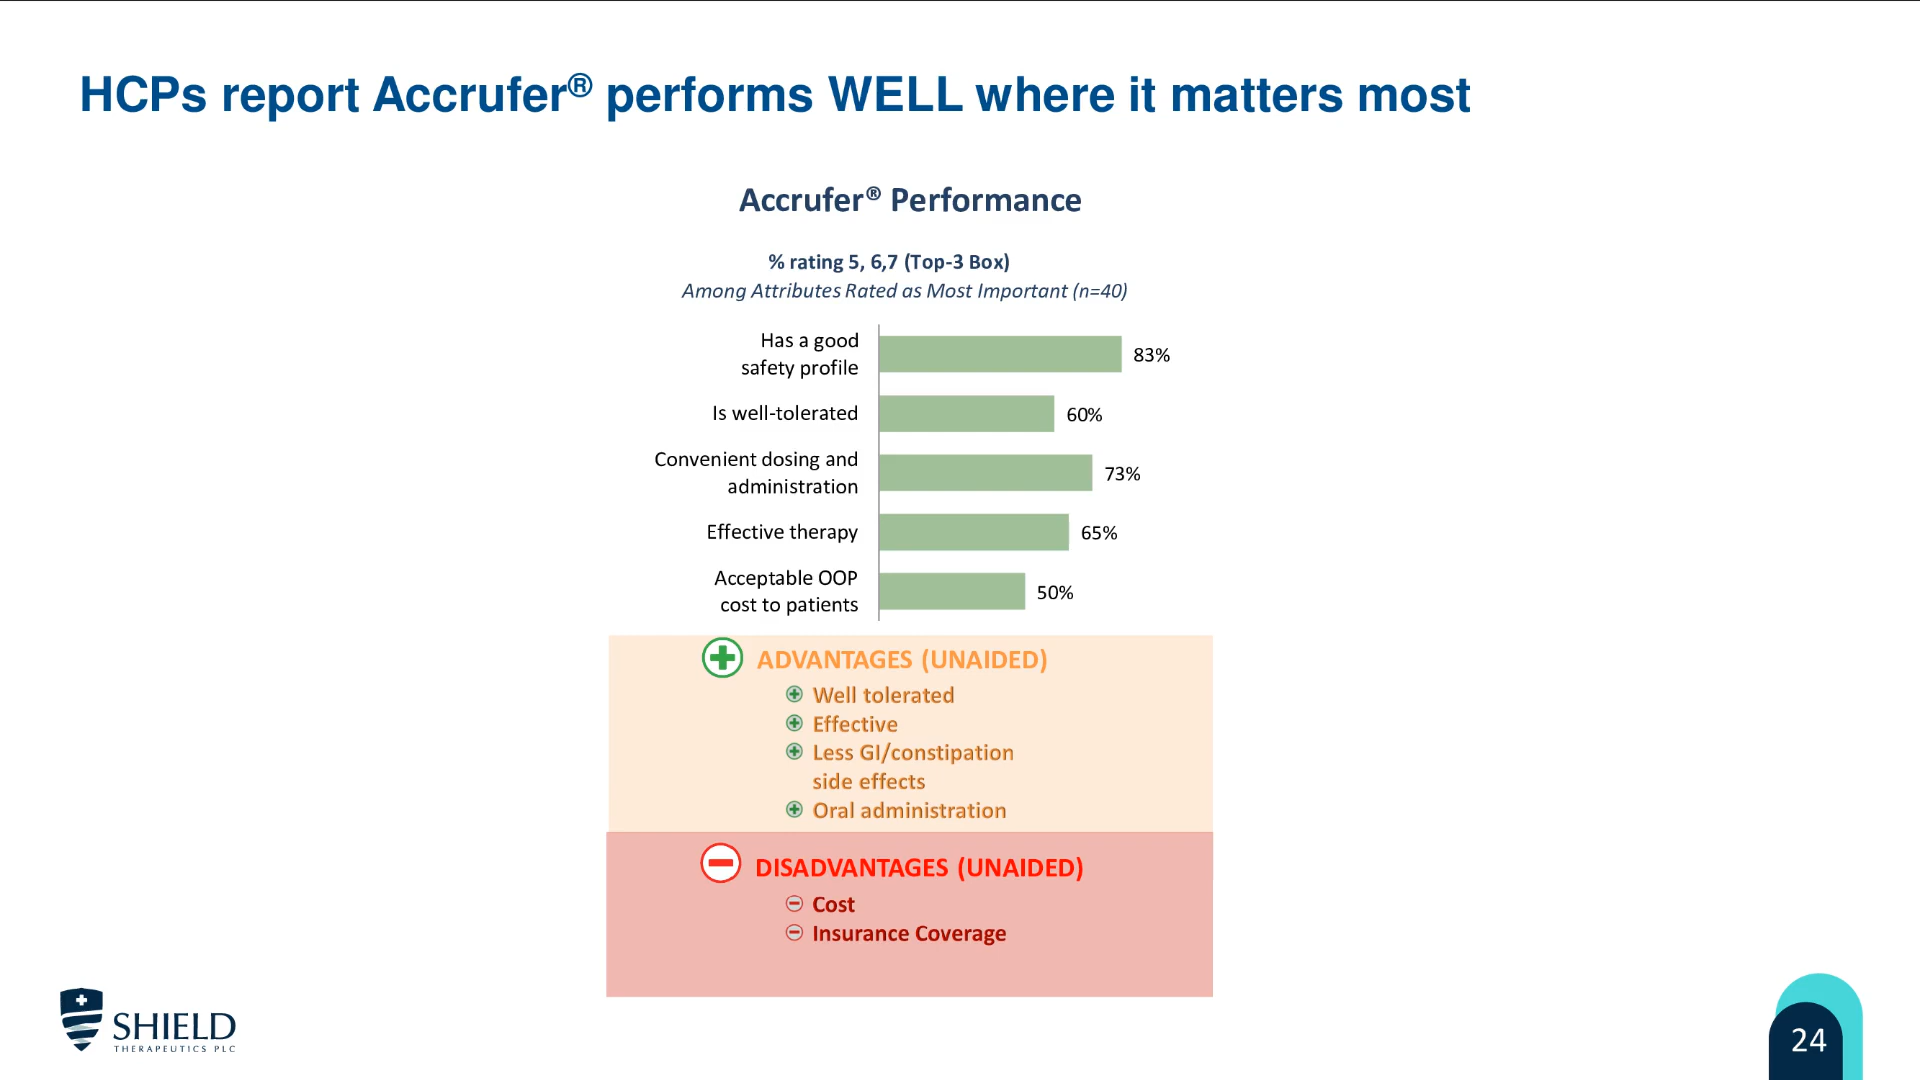 HCPs report Accrufer® performs WELL where it matters most
Accrufer® Performance
% rating 5, 6,7 (Top-3 Box)
Among Attributes Rated as Most Important (n=40)
Has a good
safety profile
83%
Is well-tolerated
60%
Convenient dosing and
administration
73%
Effective therapy
65%
Acceptable OOP
cost to patients
50%
ADVANTAGES (UNAIDED)
Well tolerated
Effective
Less GI/constipation
side effects
Oral administration
DISADVANTAGES (UNAIDED)
Cost
Insurance Coverage
SHIELD
THERAPEUTICS PLC
24